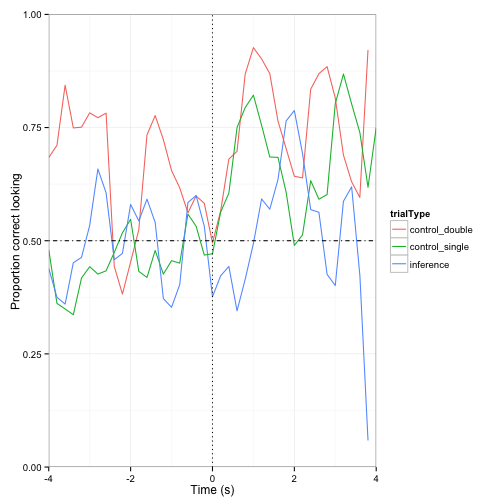 1.00
0.75
0.50
0.25
0.00
Proportion correct looking
-4 -2 0 2 4
Time (s)
trialType
control_double
control_single
inference